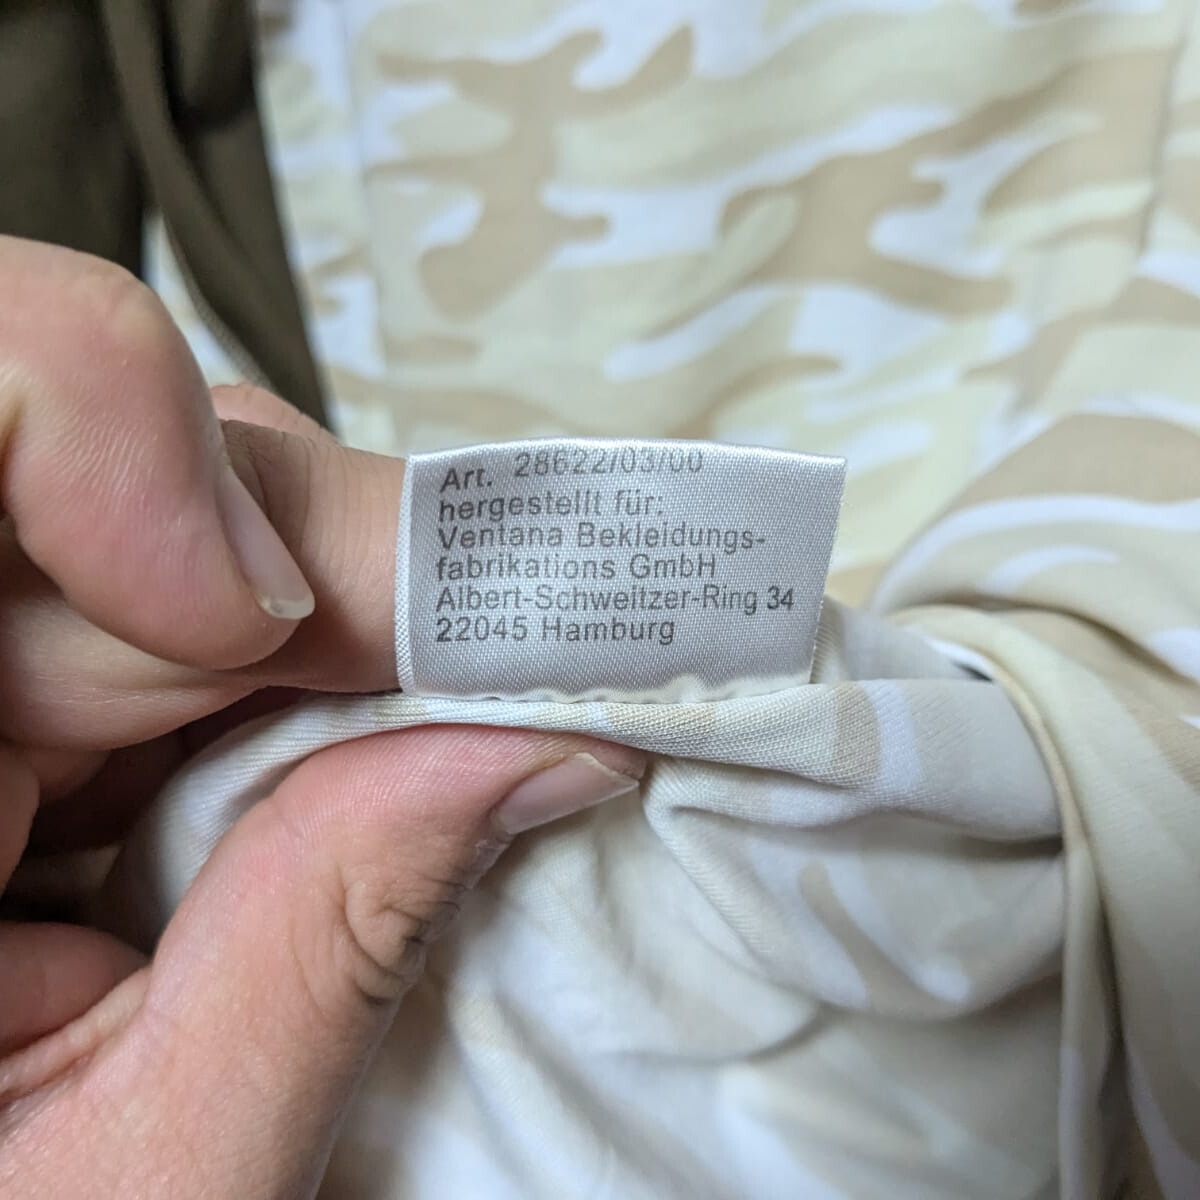 Art. 28622/03/00
hergestellt für:
Ventana Bekleidungs-
fabrikations GmbH
Albert-Schweitzer-Ring 34
22045 Hamburg